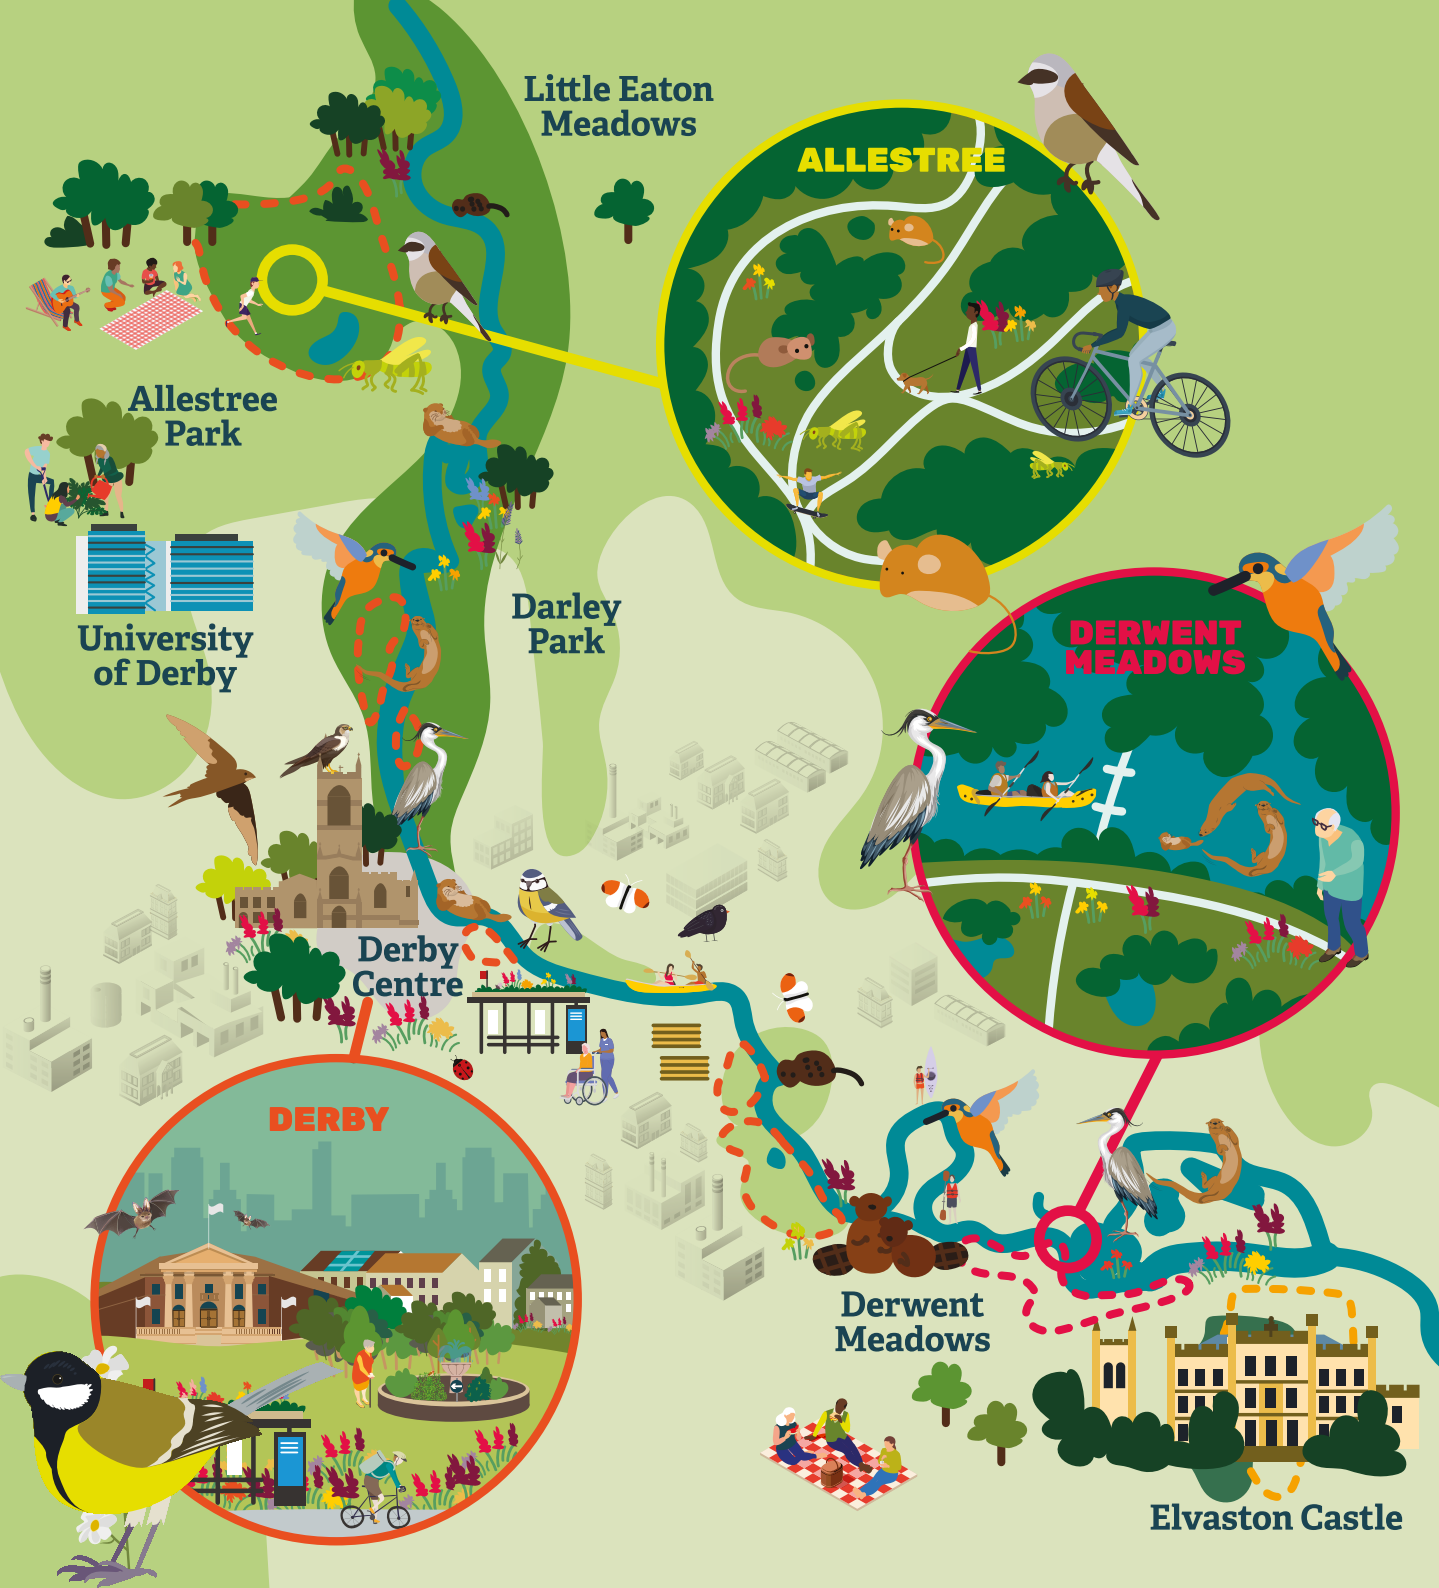 Little Eaton
Meadows
ALLESTREE
Allestree
Park
University
of Derby
Darley
Park
DERWENT
MEADOWS
Derby
Centre
DERBY
Derwent
Meadows
Elvaston Castle